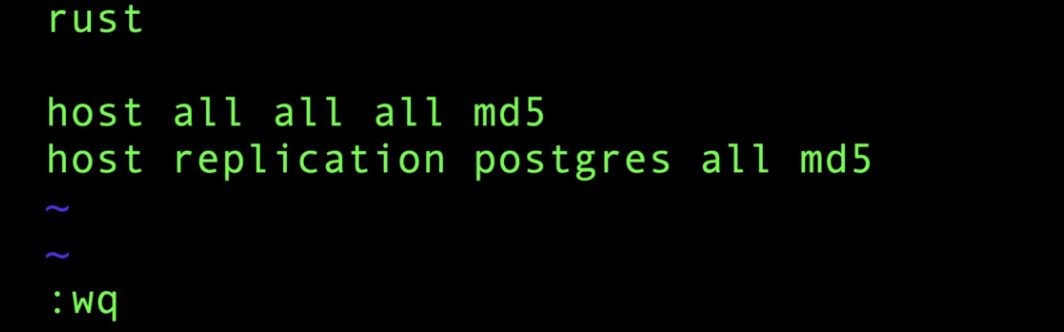 rust
host all all all md5
host replication postgres all md5
~
~
:wq